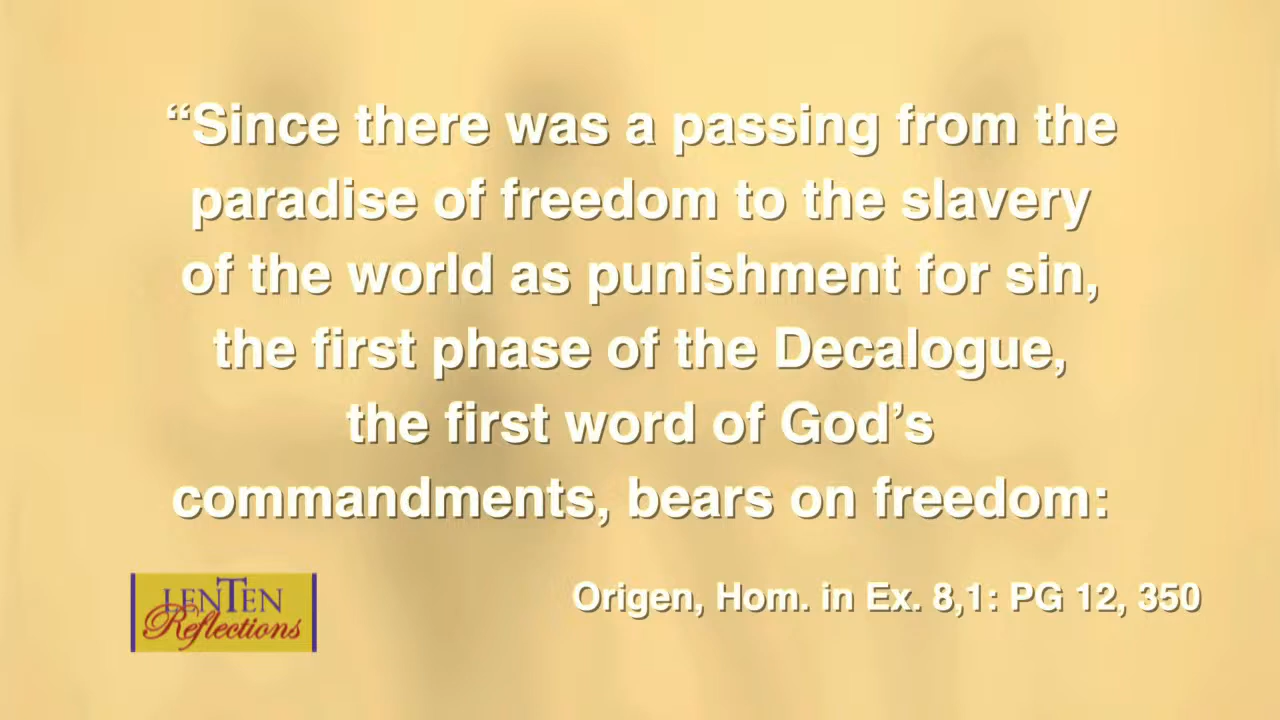 “Since there was a passing from the
paradise of freedom to the slavery
of the world as punishment for sin,
the first phase of the Decalogue,
the first word of God’s
commandments, bears on freedom:
Origen, Hom. in Ex. 8,1: PG 12, 350
LENTEN
Reflections